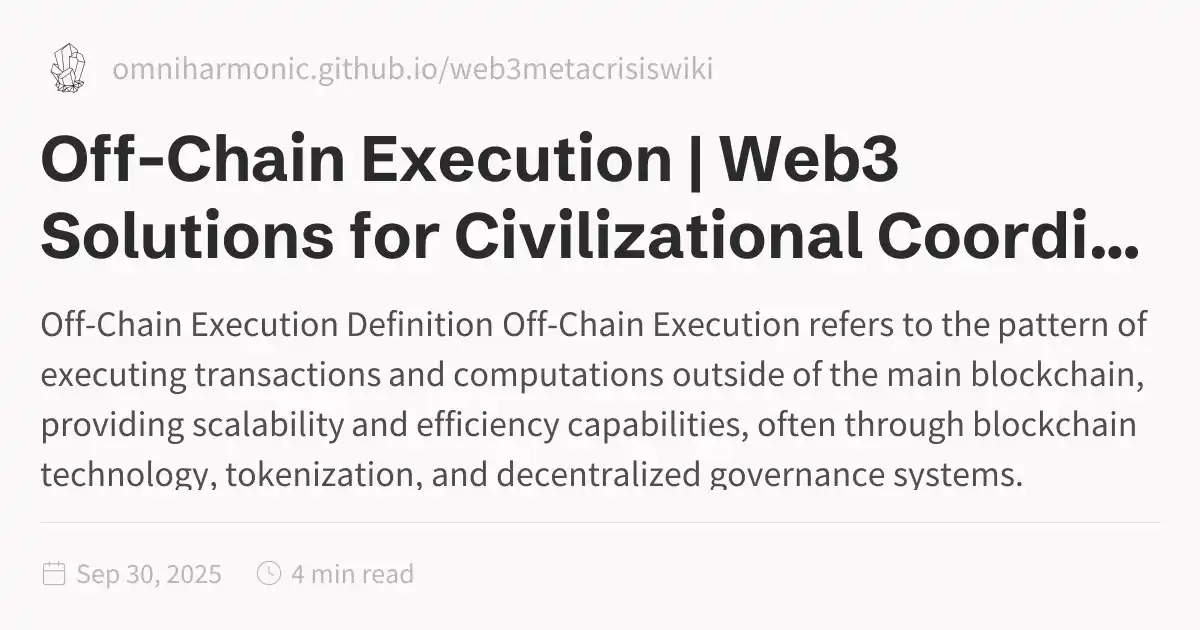 omniharmonic.github.io/web3metacrisiswiki
Off-Chain Execution | Web3
Solutions for Civilizational Coordi...
Off-Chain Execution Definition Off-Chain Execution refers to the pattern of
executing transactions and computations outside of the main blockchain,
providing scalability and efficiency capabilities, often through blockchain
technology, tokenization, and decentralized governance systems.
Sep 30, 2025 4 min read